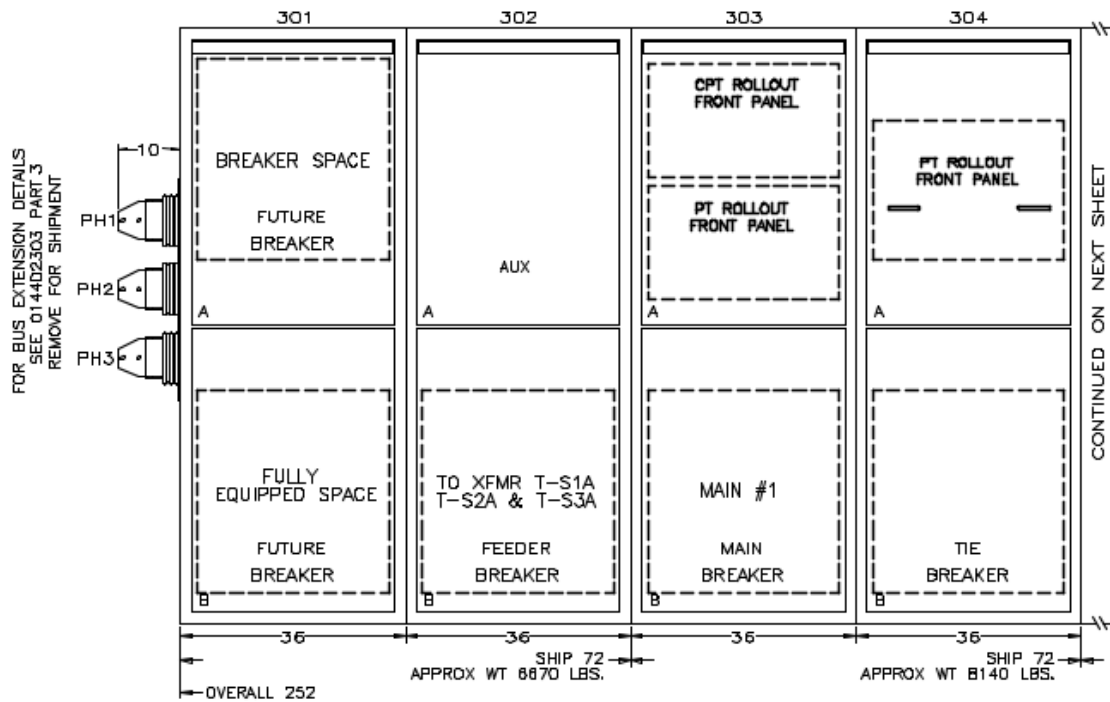 301
302
303
304
FOR BUS EXTENSION DETAILS
SEE 0144D2303 PART 3
REMOVE FOR SHIPMENT
10
PH1
PH2
PH3
BREAKER SPACE
FUTURE
BREAKER
A
AUX
A
CPT ROLLOUT
FRONT PANEL
PT ROLLOUT
FRONT PANEL
A
PT ROLLOUT
FRONT PANEL
A
CONTINUED ON NEXT SHEET
FULLY
EQUIPPED SPACE
FUTURE
BREAKER
B
TO XFMR T-S1A
T-S2A & T-S3A
FEEDER
BREAKER
B
MAIN #1
MAIN
BREAKER
B
TIE
BREAKER
B
36
36
36
36
SHIP 72
APPROX WT 6670 LBS.
SHIP 72
APPROX WT 8140 LBS.
OVERALL 252